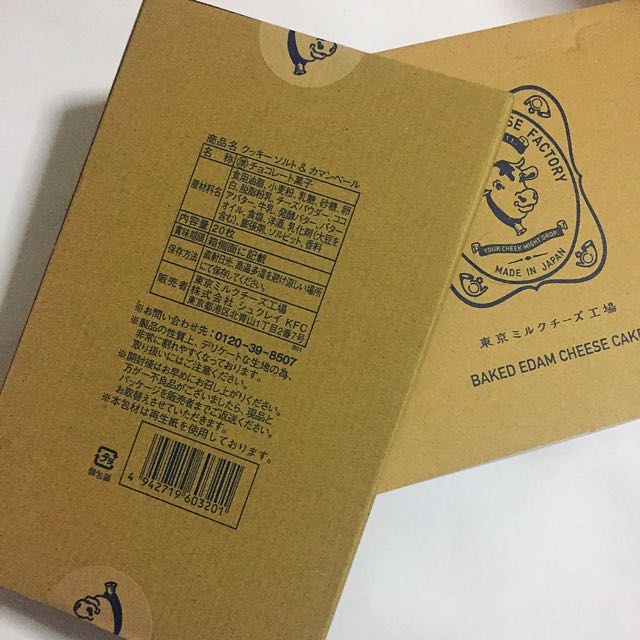 商品名 クッキー ソルト & カマンベール
名 称 ㊝チョコレート菓子
原材料名
食用油脂、小麦粉、乳糖、砂糖、卵
白、脱脂粉乳、チーズパウダー、ココ
アバター、牛乳、発酵バター、バター
オイル、食塩、洋酒、乳化剤(大豆を
含む)、膨張剤、ソルビット、香料
内容量 20枚
賞味期限 箱側面に記載
保存方法 直射日光、高温多湿を避け涼しい場所
にて保存してください。
販売者 東京ミルクチーズ工場
株式会社 シュクレイ KFC
東京都港区北青山1丁目2番7号
※お問い合わせ先:0120-39-8507
801
※製品の性質上、デリケートな生地の為、
非常に割れやすくなっております。
取り扱いにはご注意ください。
※開封後はお早めにお召し上がりください。
万が一不良品がございましたら、現品と
パッケージを販売者までご返送ください。
お取替えさせていただきます。
※本包材は再生紙を使用しております。
紙
個包装
4 942719 603201
SE FACTORY
YOUR CHEEK MIGHT DROP.
MADE IN JAPAN
東京ミルクチーズ工場
BAKED EDAM CHEESE CAKE